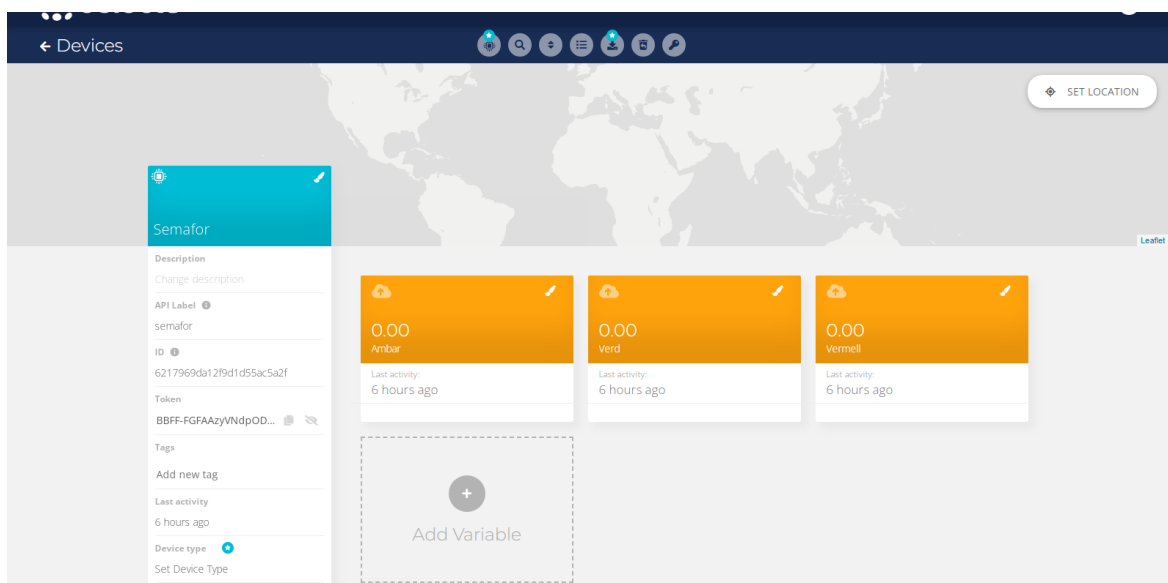 ← Devices
SET LOCATION
Semafor
Leaflet
Description
Change description
API Label
semafor
ID
6217969da12f9d1d55ac5a2f
Token
BBFF-FGFAAzyVNdpOD...
Tags
Add new tag
Last activity
6 hours ago
Device type
Set Device Type
0.00
Ambar
Last activity:
6 hours ago
0.00
Verd
Last activity:
6 hours ago
0.00
Vermell
Last activity:
6 hours ago
Add Variable